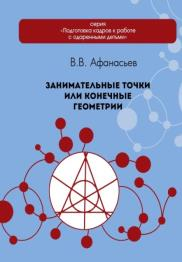 серия
«Подготовка кадров к работе
с одаренными детьми»
В.В. Афанасьев
ЗАНИМАТЕЛЬНЫЕ ТОЧКИ
ИЛИ КОНЕЧНЫЕ
ГЕОМЕТРИИ